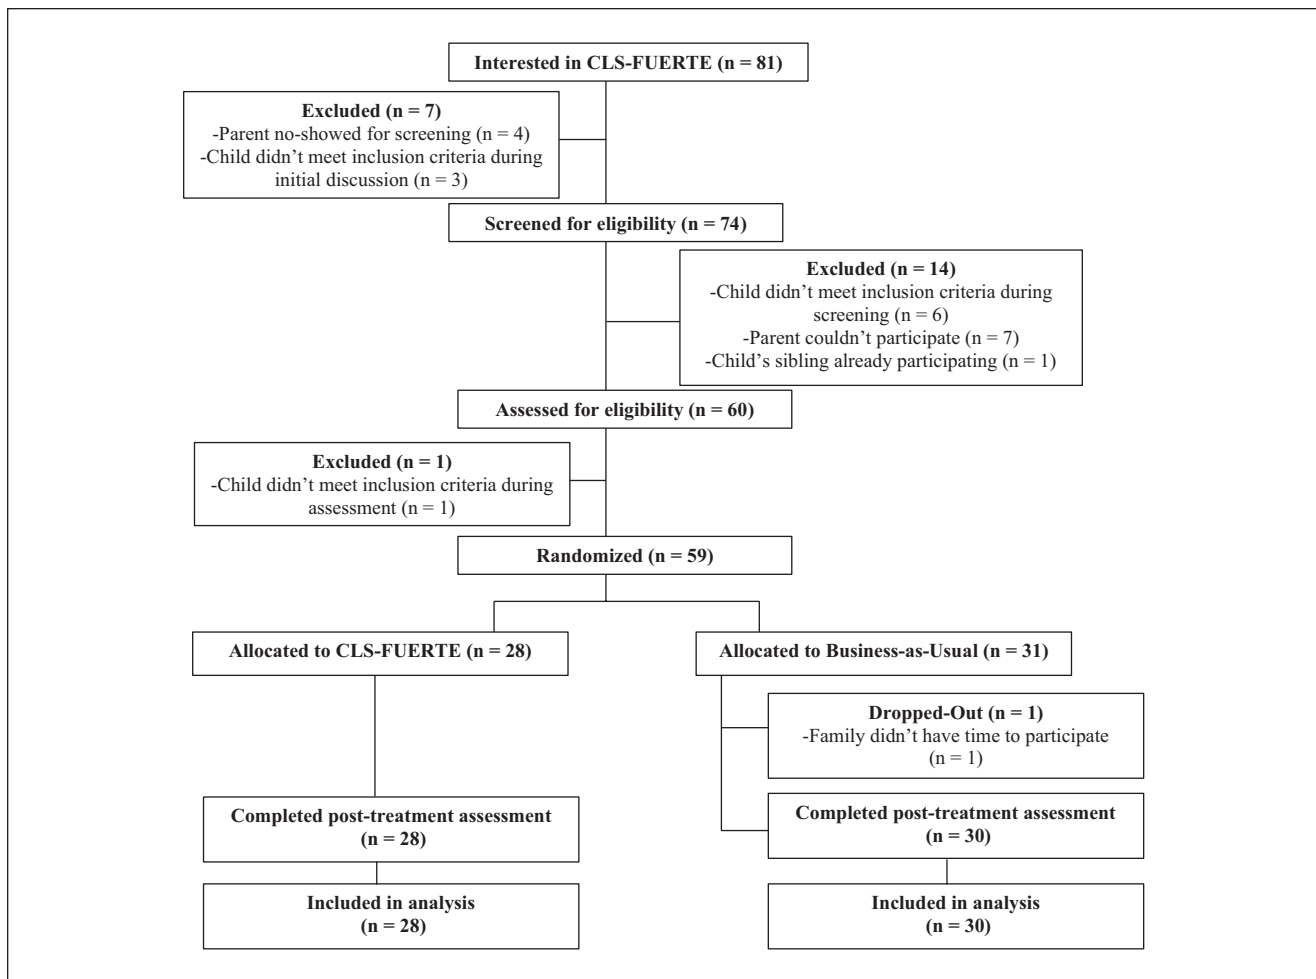 Interested in CLS-FUERTE (n = 81)
Excluded (n = 7)
-Parent no-showed for screening (n = 4)
-Child didn’t meet inclusion criteria during
initial discussion (n = 3)
Screened for eligibility (n = 74)
Excluded (n = 14)
-Child didn’t meet inclusion criteria during
screening (n = 6)
-Parent couldn’t participate (n = 7)
-Child’s sibling already participating (n = 1)
Assessed for eligibility (n = 60)
Excluded (n = 1)
-Child didn’t meet inclusion criteria during
assessment (n = 1)
Randomized (n = 59)
Allocated to CLS-FUERTE (n = 28)
Allocated to Business-as-Usual (n = 31)
Dropped-Out (n = 1)
-Family didn’t have time to participate
(n = 1)
Completed post-treatment assessment
(n = 28)
Completed post-treatment assessment
(n = 30)
Included in analysis
(n = 28)
Included in analysis
(n = 30)